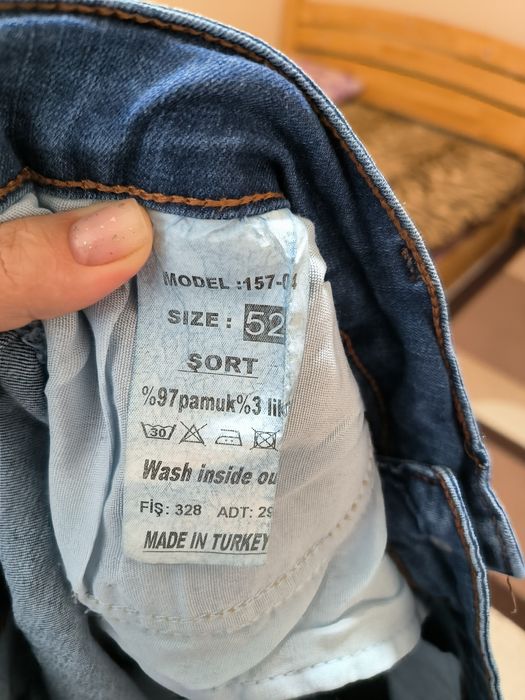 MODEL :157-04
SIZE : 52
ŞORT
%97pamuk%3 lik
30
Wash inside ou
FİŞ: 328 ADT: 29
MADE IN TURKEY